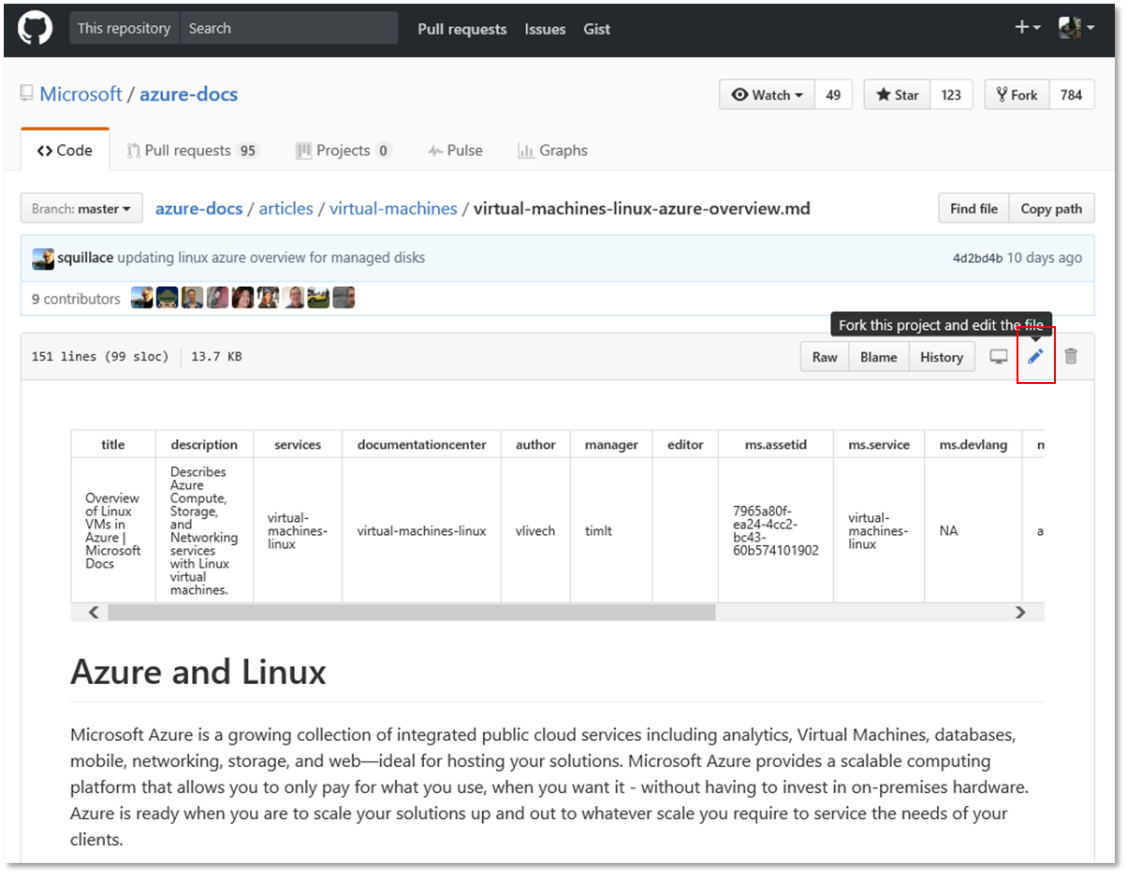 This repository Search Pull requests Issues Gist
Microsoft / azure-docs
Watch 49 Star 123 Fork 784
Code Pull requests 95 Projects 0 Pulse Graphs
Branch: master azure-docs / articles / virtual-machines / virtual-machines-linux-azure-overview.md Find file Copy path
squillace updating linux azure overview for managed disks 4d2bd4b 10 days ago
9 contributors
Fork this project and edit the file
151 lines (99 sloc) 13.7 KB Raw Blame History
title description services documentationcenter author manager editor ms.assetid ms.service ms.devlang
Overview
of Linux
VMs in
Azure |
Microsoft
Docs
Describes
Azure
Compute,
Storage,
and
Networking
services
with Linux
virtual
machines.
virtual-
machines-
linux
virtual-machines-linux
vlivech
timlt
7965a80f-
ea24-4cc2-
bc43-
60b574101902
virtual-
machines-
linux
NA
a
Azure and Linux
Microsoft Azure is a growing collection of integrated public cloud services including analytics, Virtual Machines, databases,
mobile, networking, storage, and web—ideal for hosting your solutions. Microsoft Azure provides a scalable computing
platform that allows you to only pay for what you use, when you want it - without having to invest in on-premises hardware.
Azure is ready when you are to scale your solutions up and out to whatever scale you require to service the needs of your
clients.